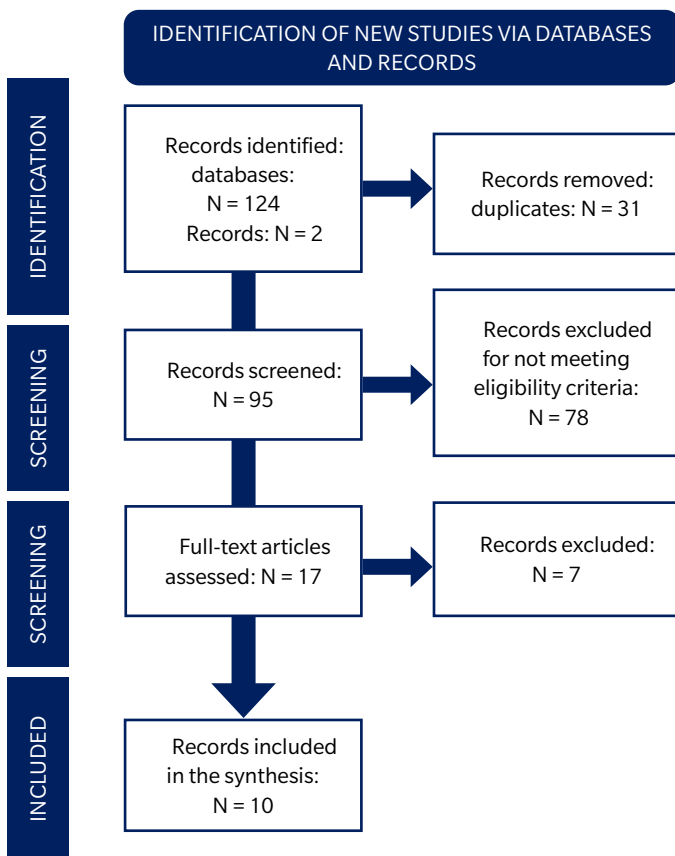 IDENTIFICATION OF NEW STUDIES VIA DATABASES
AND RECORDS
IDENTIFICATION
Records identified:
databases:
N = 124
Records: N = 2
Records removed:
duplicates: N = 31
SCREENING
Records screened:
N = 95
Records excluded
for not meeting
eligibility criteria:
N = 78
SCREENING
Full-text articles
assessed: N = 17
Records excluded:
N = 7
INCLUDED
Records included
in the synthesis:
N = 10